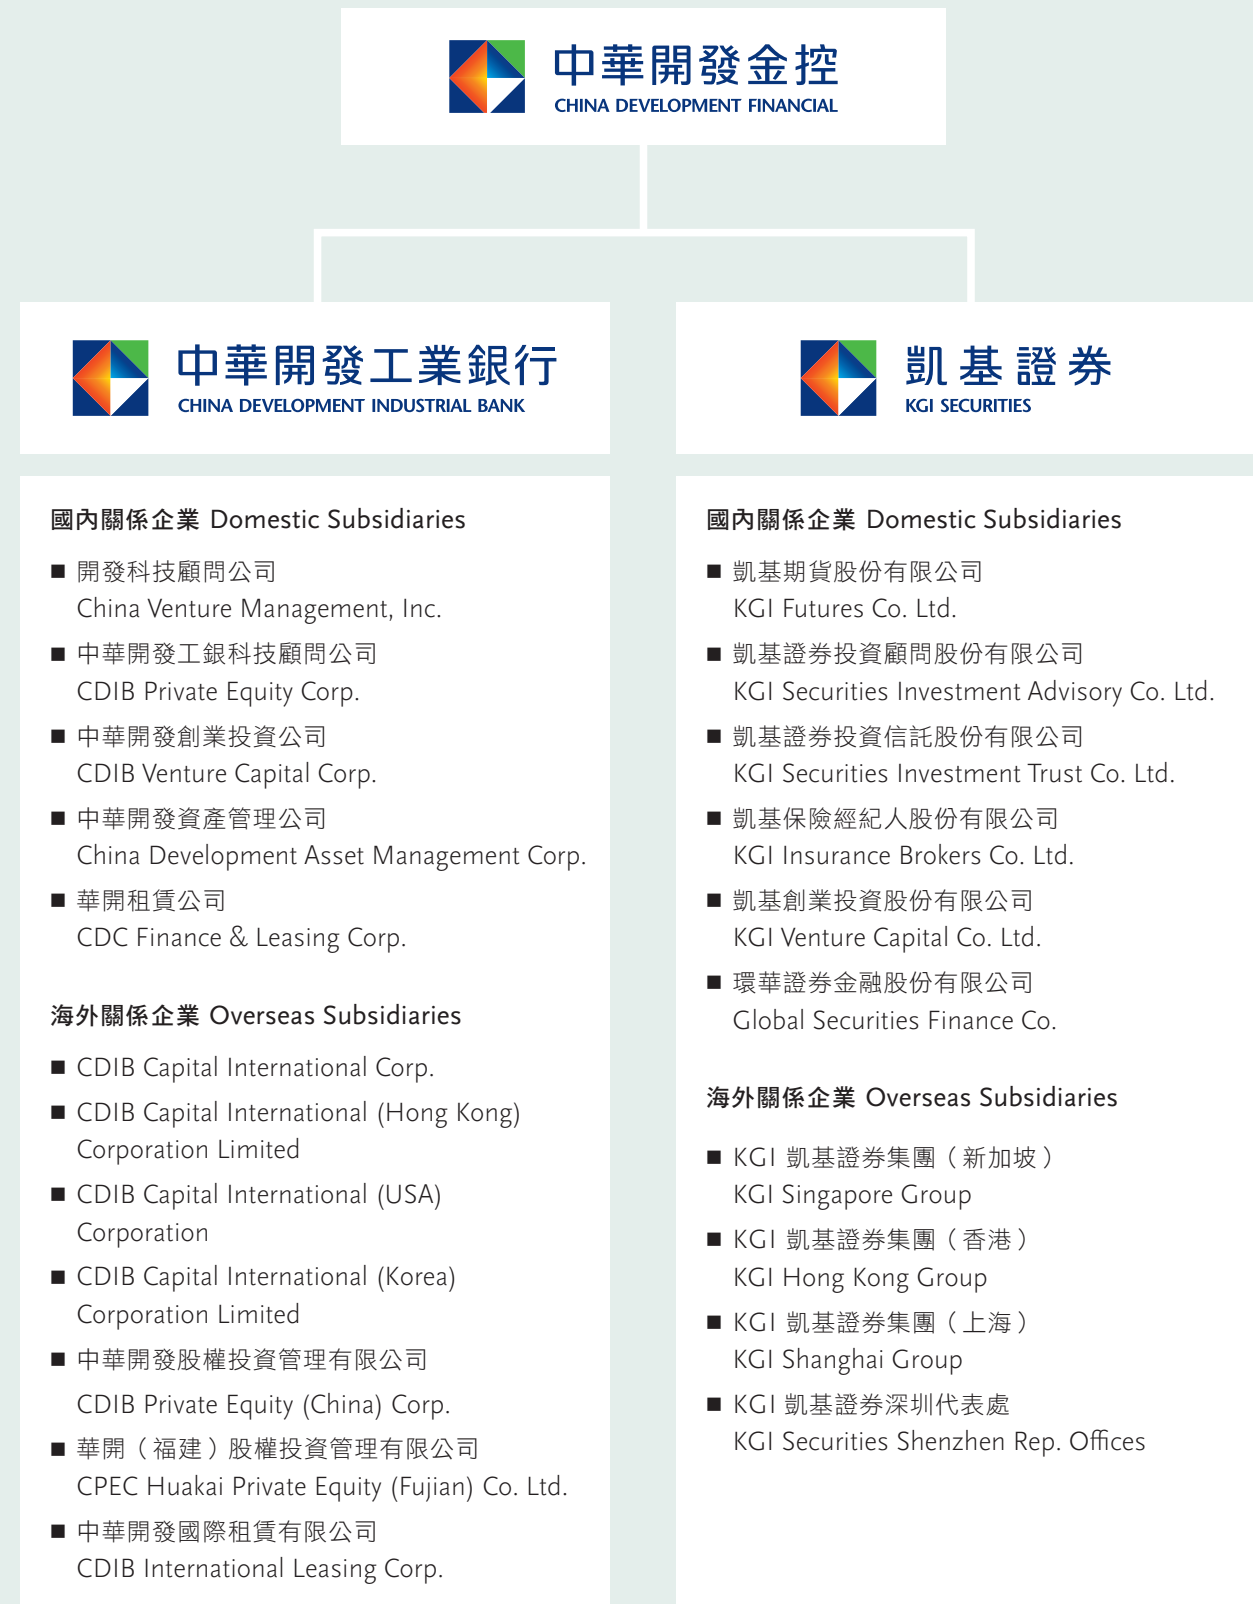 中華開發金控
CHINA DEVELOPMENT FINANCIAL
中華開發工業銀行
CHINA DEVELOPMENT INDUSTRIAL BANK
國內關係企業 Domestic Subsidiaries
■ 開發科技顧問公司
China Venture Management, Inc.
■ 中華開發工銀科技顧問公司
CDIB Private Equity Corp.
■ 中華開發創業投資公司
CDIB Venture Capital Corp.
■ 中華開發資產管理公司
China Development Asset Management Corp.
■ 華開租賃公司
CDC Finance & Leasing Corp.
海外關係企業 Overseas Subsidiaries
■ CDIB Capital International Corp.
■ CDIB Capital International (Hong Kong)
Corporation Limited
■ CDIB Capital International (USA)
Corporation
■ CDIB Capital International (Korea)
Corporation Limited
■ 中華開發股權投資管理有限公司
CDIB Private Equity (China) Corp.
■ 華開（福建）股權投資管理有限公司
CPEC Huakai Private Equity (Fujian) Co. Ltd.
■ 中華開發國際租賃有限公司
CDIB International Leasing Corp.
凱基證券
KGI SECURITIES
國內關係企業 Domestic Subsidiaries
■ 凱基期貨股份有限公司
KGI Futures Co. Ltd.
■ 凱基證券投資顧問股份有限公司
KGI Securities Investment Advisory Co. Ltd.
■ 凱基證券投資信託股份有限公司
KGI Securities Investment Trust Co. Ltd.
■ 凱基保險經紀人股份有限公司
KGI Insurance Brokers Co. Ltd.
■ 凱基創業投資股份有限公司
KGI Venture Capital Co. Ltd.
■ 環華證券金融股份有限公司
Global Securities Finance Co.
海外關係企業 Overseas Subsidiaries
■ KGI 凱基證券集團（新加坡）
KGI Singapore Group
■ KGI 凱基證券集團（香港）
KGI Hong Kong Group
■ KGI 凱基證券集團（上海）
KGI Shanghai Group
■ KGI 凱基證券深圳代表處
KGI Securities Shenzhen Rep. Offices